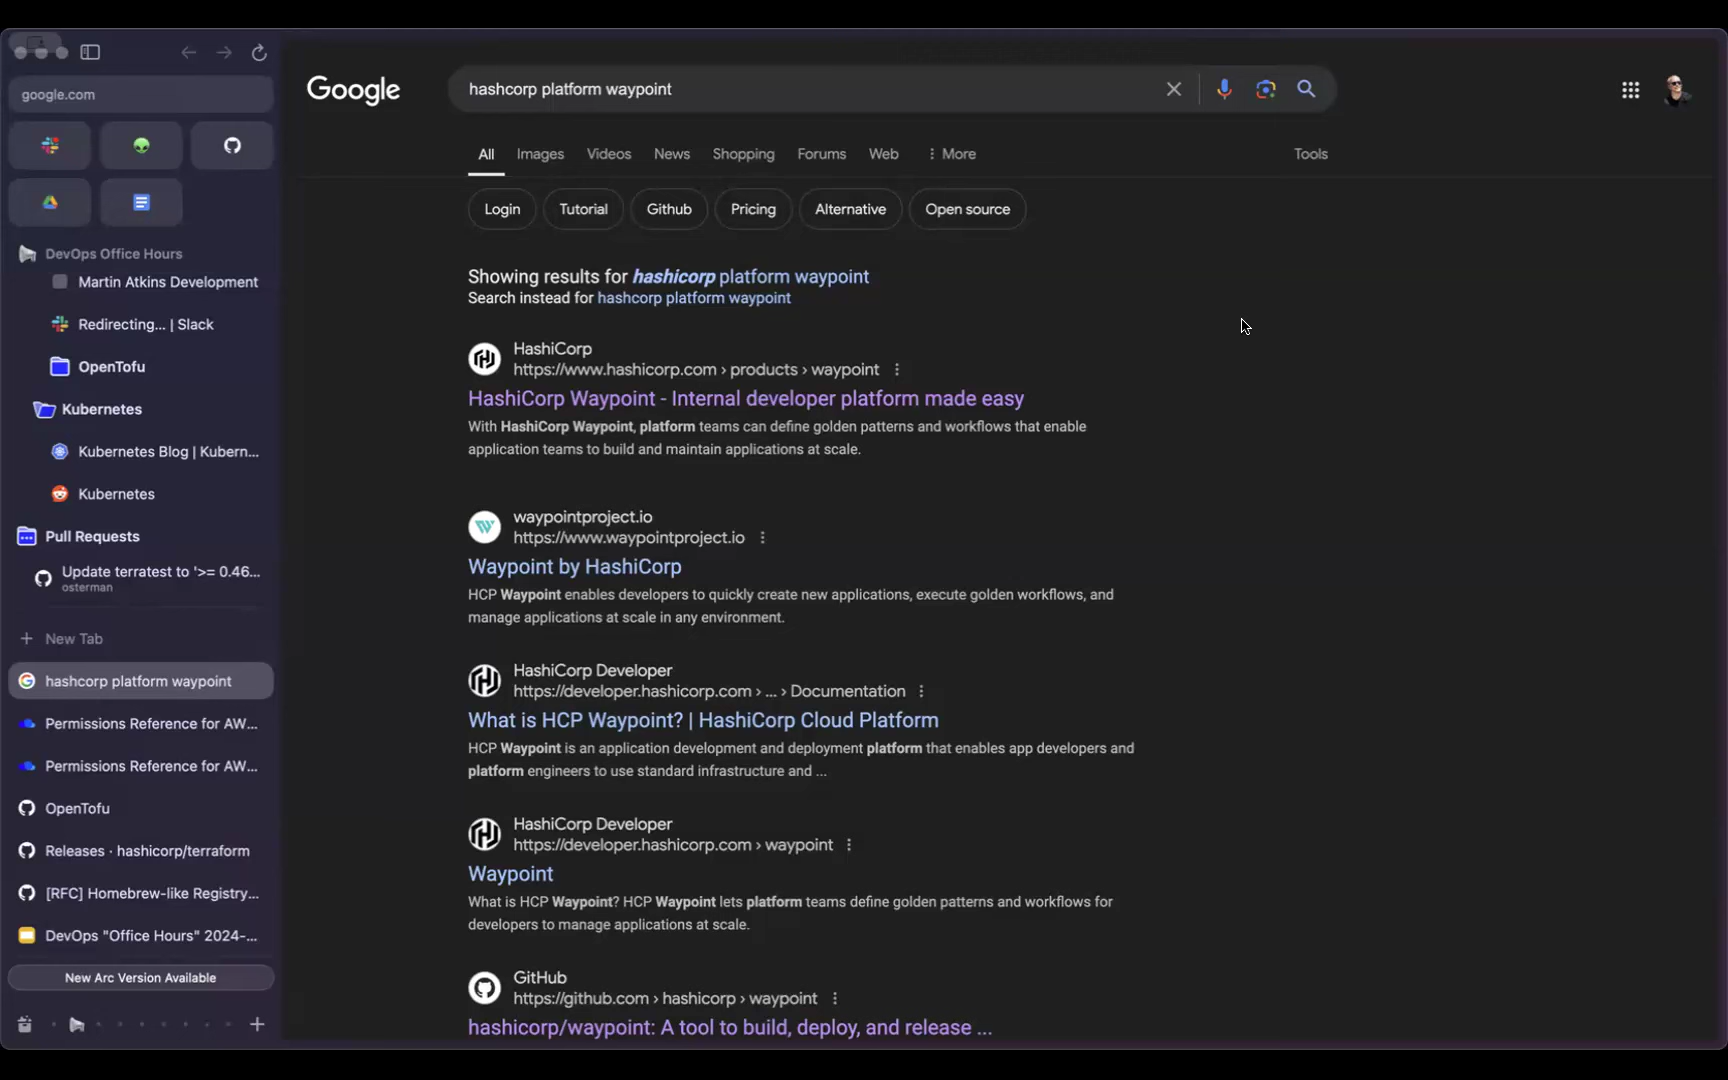 google.com
DevOps Office Hours
Martin Atkins Development
Redirecting... | Slack
OpenTofu
Kubernetes
Kubernetes Blog | Kubern...
Kubernetes
Pull Requests
Update terratest to '>= 0.46...
osterman
+ New Tab
hashcorp platform waypoint
Permissions Reference for AW...
Permissions Reference for AW...
OpenTofu
Releases · hashicorp/terraform
[RFC] Homebrew-like Registry...
DevOps "Office Hours" 2024-...
New Arc Version Available
Google
hashcorp platform waypoint
All Images Videos News Shopping Forums Web More Tools
Login Tutorial Github Pricing Alternative Open source
Showing results for hashicorp platform waypoint
Search instead for hashcorp platform waypoint
HashiCorp
https://www.hashicorp.com › products › waypoint
HashiCorp Waypoint - Internal developer platform made easy
With HashiCorp Waypoint, platform teams can define golden patterns and workflows that enable
application teams to build and maintain applications at scale.
waypointproject.io
https://www.waypointproject.io
Waypoint by HashiCorp
HCP Waypoint enables developers to quickly create new applications, execute golden workflows, and
manage applications at scale in any environment.
HashiCorp Developer
https://developer.hashicorp.com › ... › Documentation
What is HCP Waypoint? | HashiCorp Cloud Platform
HCP Waypoint is an application development and deployment platform that enables app developers and
platform engineers to use standard infrastructure and ...
HashiCorp Developer
https://developer.hashicorp.com › waypoint
Waypoint
What is HCP Waypoint? HCP Waypoint lets platform teams define golden patterns and workflows for
developers to manage applications at scale.
GitHub
https://github.com › hashicorp › waypoint
hashicorp/waypoint: A tool to build, deploy, and release ...